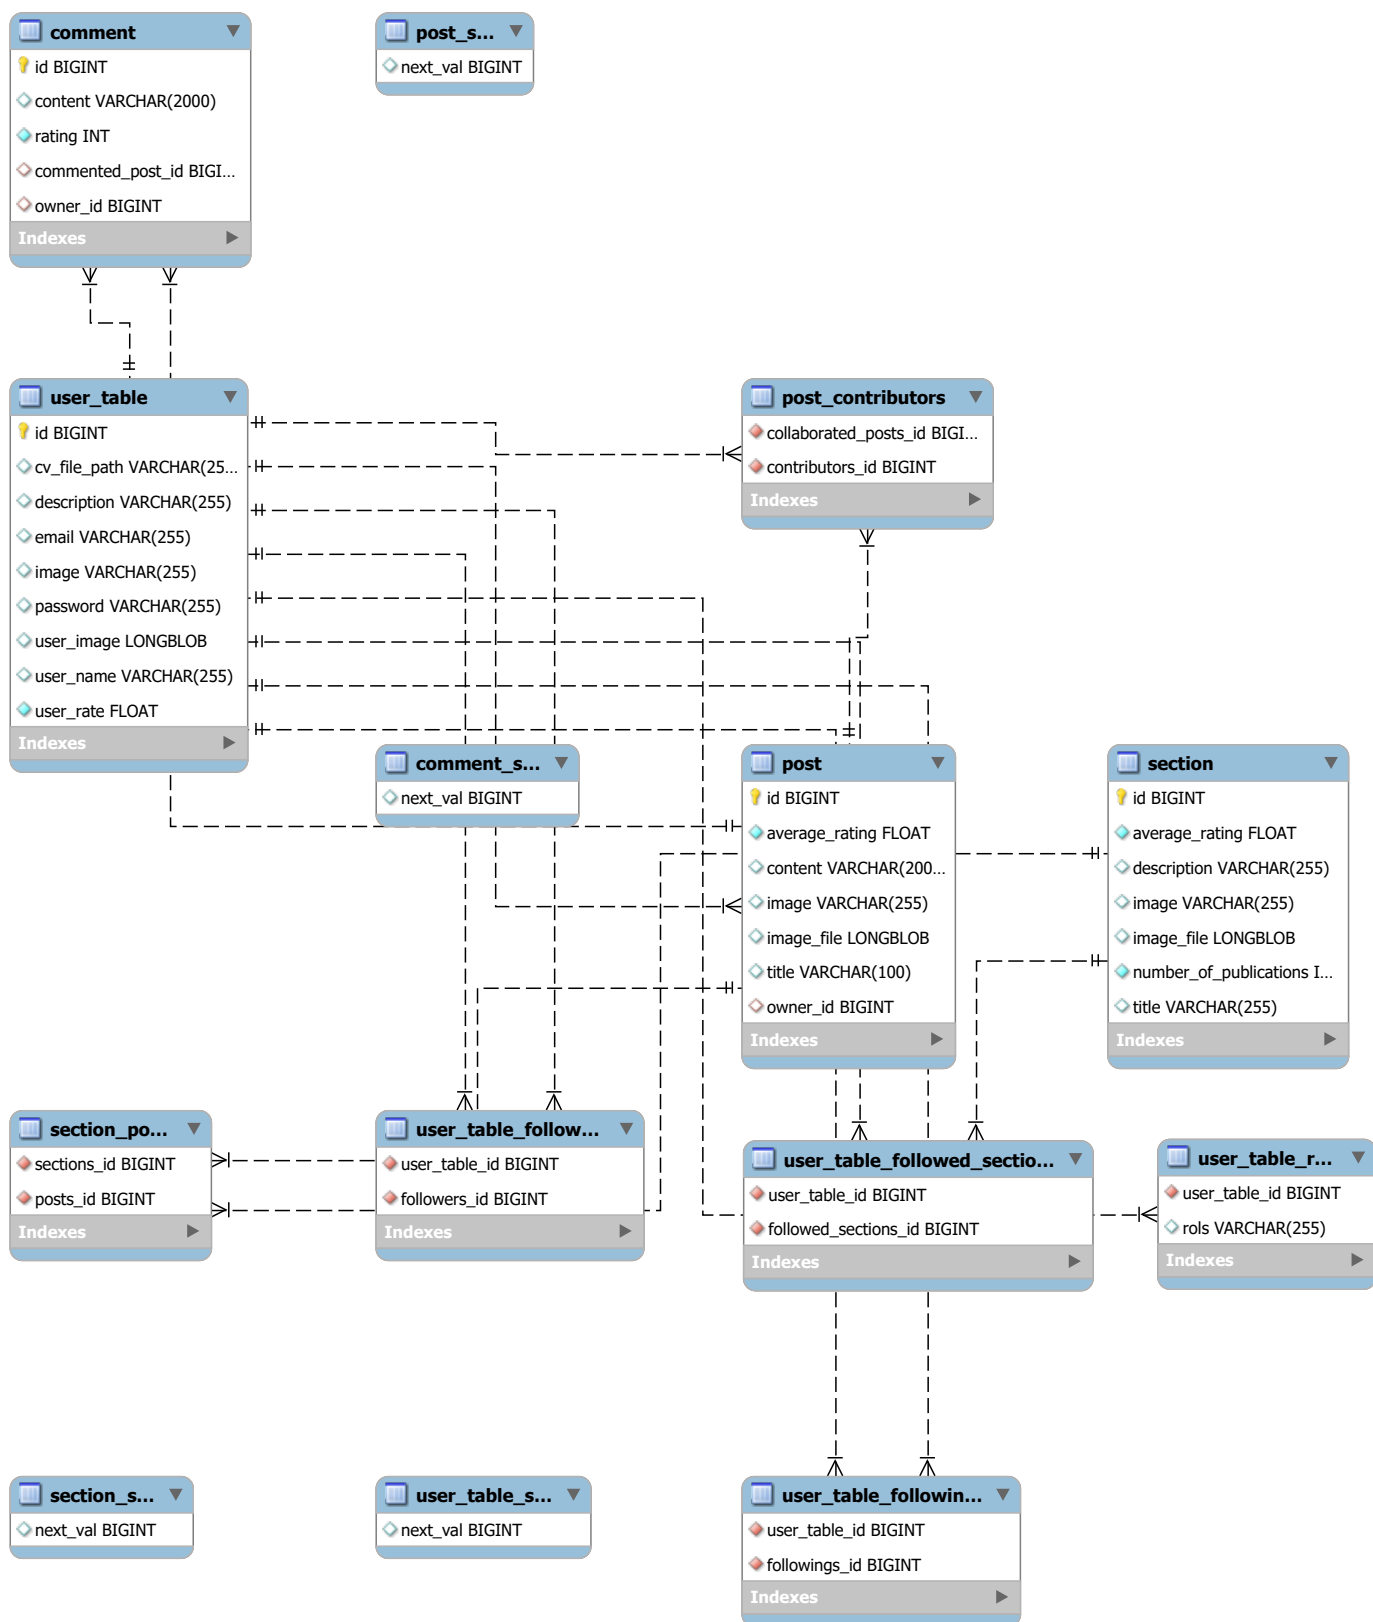 comment
id BIGINT
content VARCHAR(2000)
rating INT
commented_post_id BIGI...
owner_id BIGINT
Indexes
post_s...
next_val BIGINT
user_table
id BIGINT
cv_file_path VARCHAR(25...
description VARCHAR(255)
email VARCHAR(255)
image VARCHAR(255)
password VARCHAR(255)
user_image LONGBLOB
user_name VARCHAR(255)
user_rate FLOAT
Indexes
post_contributors
collaborated_posts_id BIGI...
contributors_id BIGINT
Indexes
comment_s...
next_val BIGINT
post
id BIGINT
average_rating FLOAT
content VARCHAR(200...
image VARCHAR(255)
image_file LONGBLOB
title VARCHAR(100)
owner_id BIGINT
Indexes
section
id BIGINT
average_rating FLOAT
description VARCHAR(255)
image VARCHAR(255)
image_file LONGBLOB
number_of_publications I...
title VARCHAR(255)
Indexes
section_po...
sections_id BIGINT
posts_id BIGINT
Indexes
user_table_follow...
user_table_id BIGINT
followers_id BIGINT
Indexes
user_table_followed_sectio...
user_table_id BIGINT
followed_sections_id BIGINT
Indexes
user_table_r...
user_table_id BIGINT
rols VARCHAR(255)
Indexes
section_s...
next_val BIGINT
user_table_s...
next_val BIGINT
user_table_followin...
user_table_id BIGINT
followings_id BIGINT
Indexes